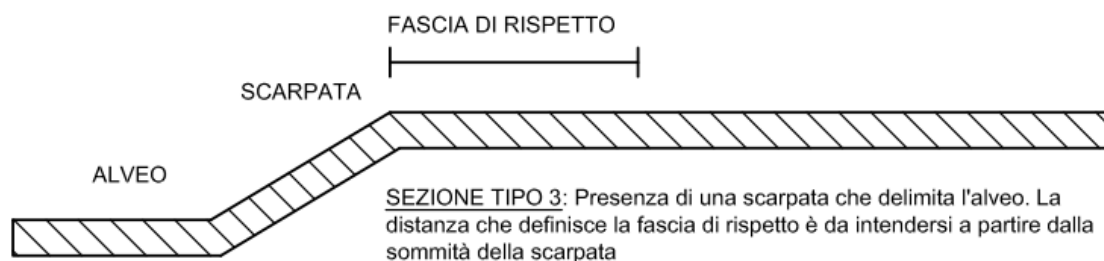 FASCIA DI RISPETTO
SCARPATA
ALVEO
SEZIONE TIPO 3: Presenza di una scarpata che delimita l'alveo. La
distanza che definisce la fascia di rispetto è da intendersi a partire dalla
sommità della scarpata